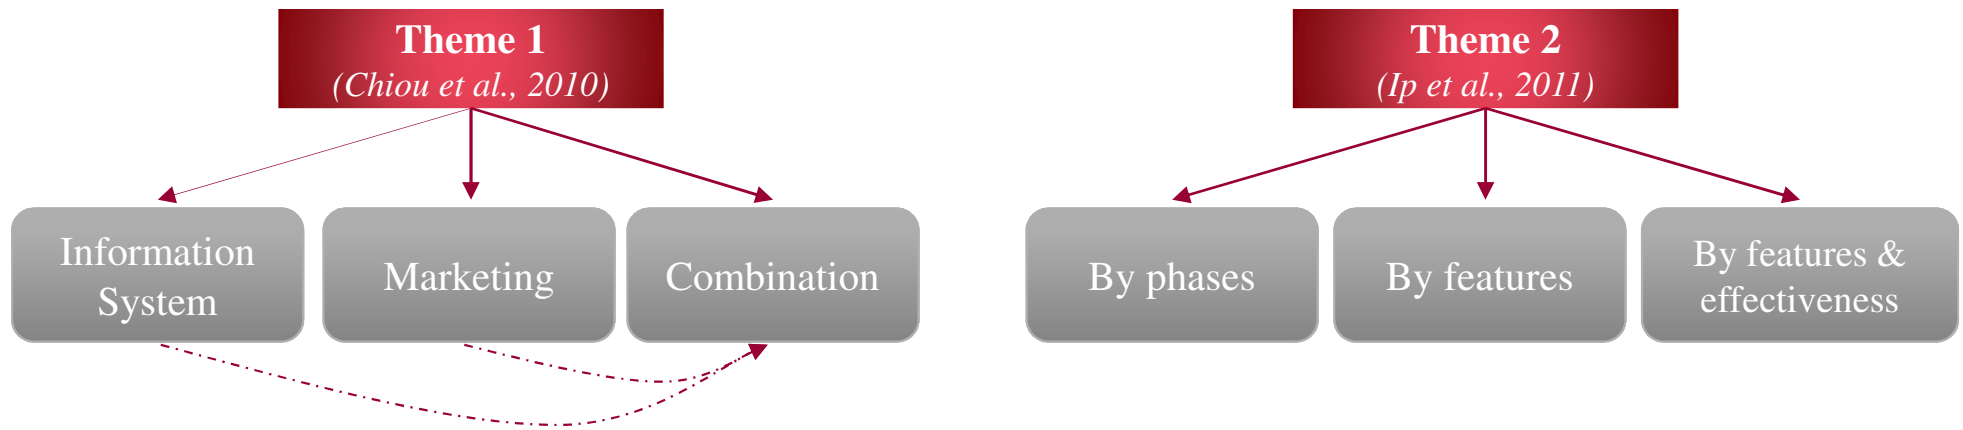 Theme 1
(Chiou et al., 2010)
Information
System
Marketing
Combination
Theme 2
(Ip et al., 2011)
By phases
By features
By features &
effectiveness